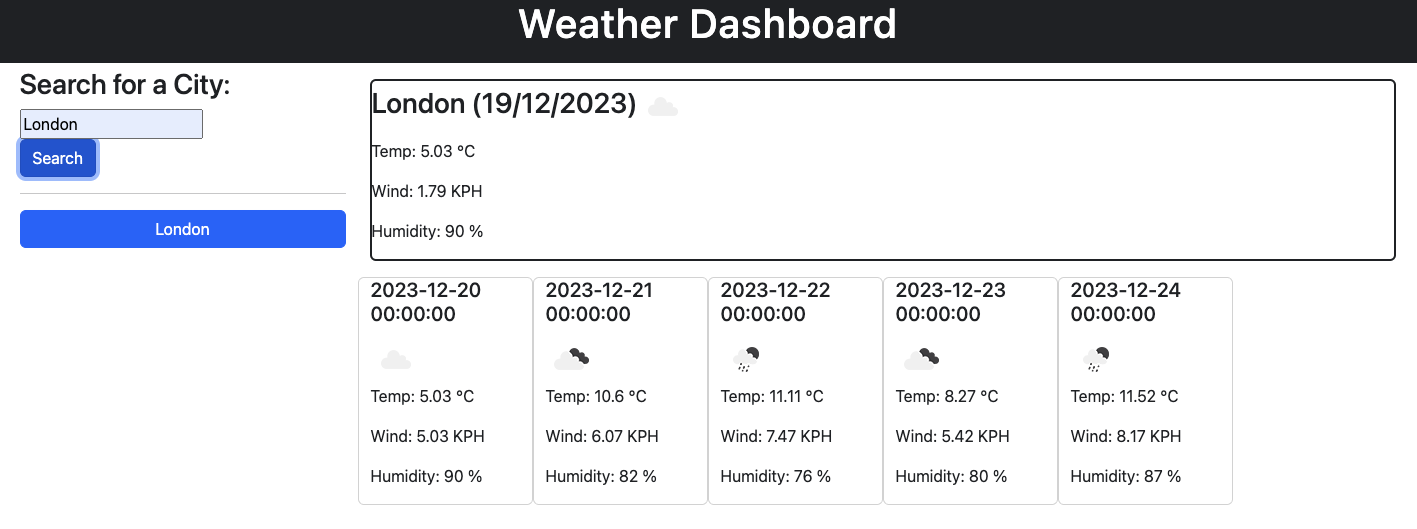 Weather Dashboard
Search for a City:
London
Search
London
London (19/12/2023)
Temp: 5.03 °C
Wind: 1.79 KPH
Humidity: 90 %
2023-12-20
00:00:00
Temp: 5.03 °C
Wind: 5.03 KPH
Humidity: 90 %
2023-12-21
00:00:00
Temp: 10.6 °C
Wind: 6.07 KPH
Humidity: 82 %
2023-12-22
00:00:00
Temp: 11.11 °C
Wind: 7.47 KPH
Humidity: 76 %
2023-12-23
00:00:00
Temp: 8.27 °C
Wind: 5.42 KPH
Humidity: 80 %
2023-12-24
00:00:00
Temp: 11.52 °C
Wind: 8.17 KPH
Humidity: 87 %